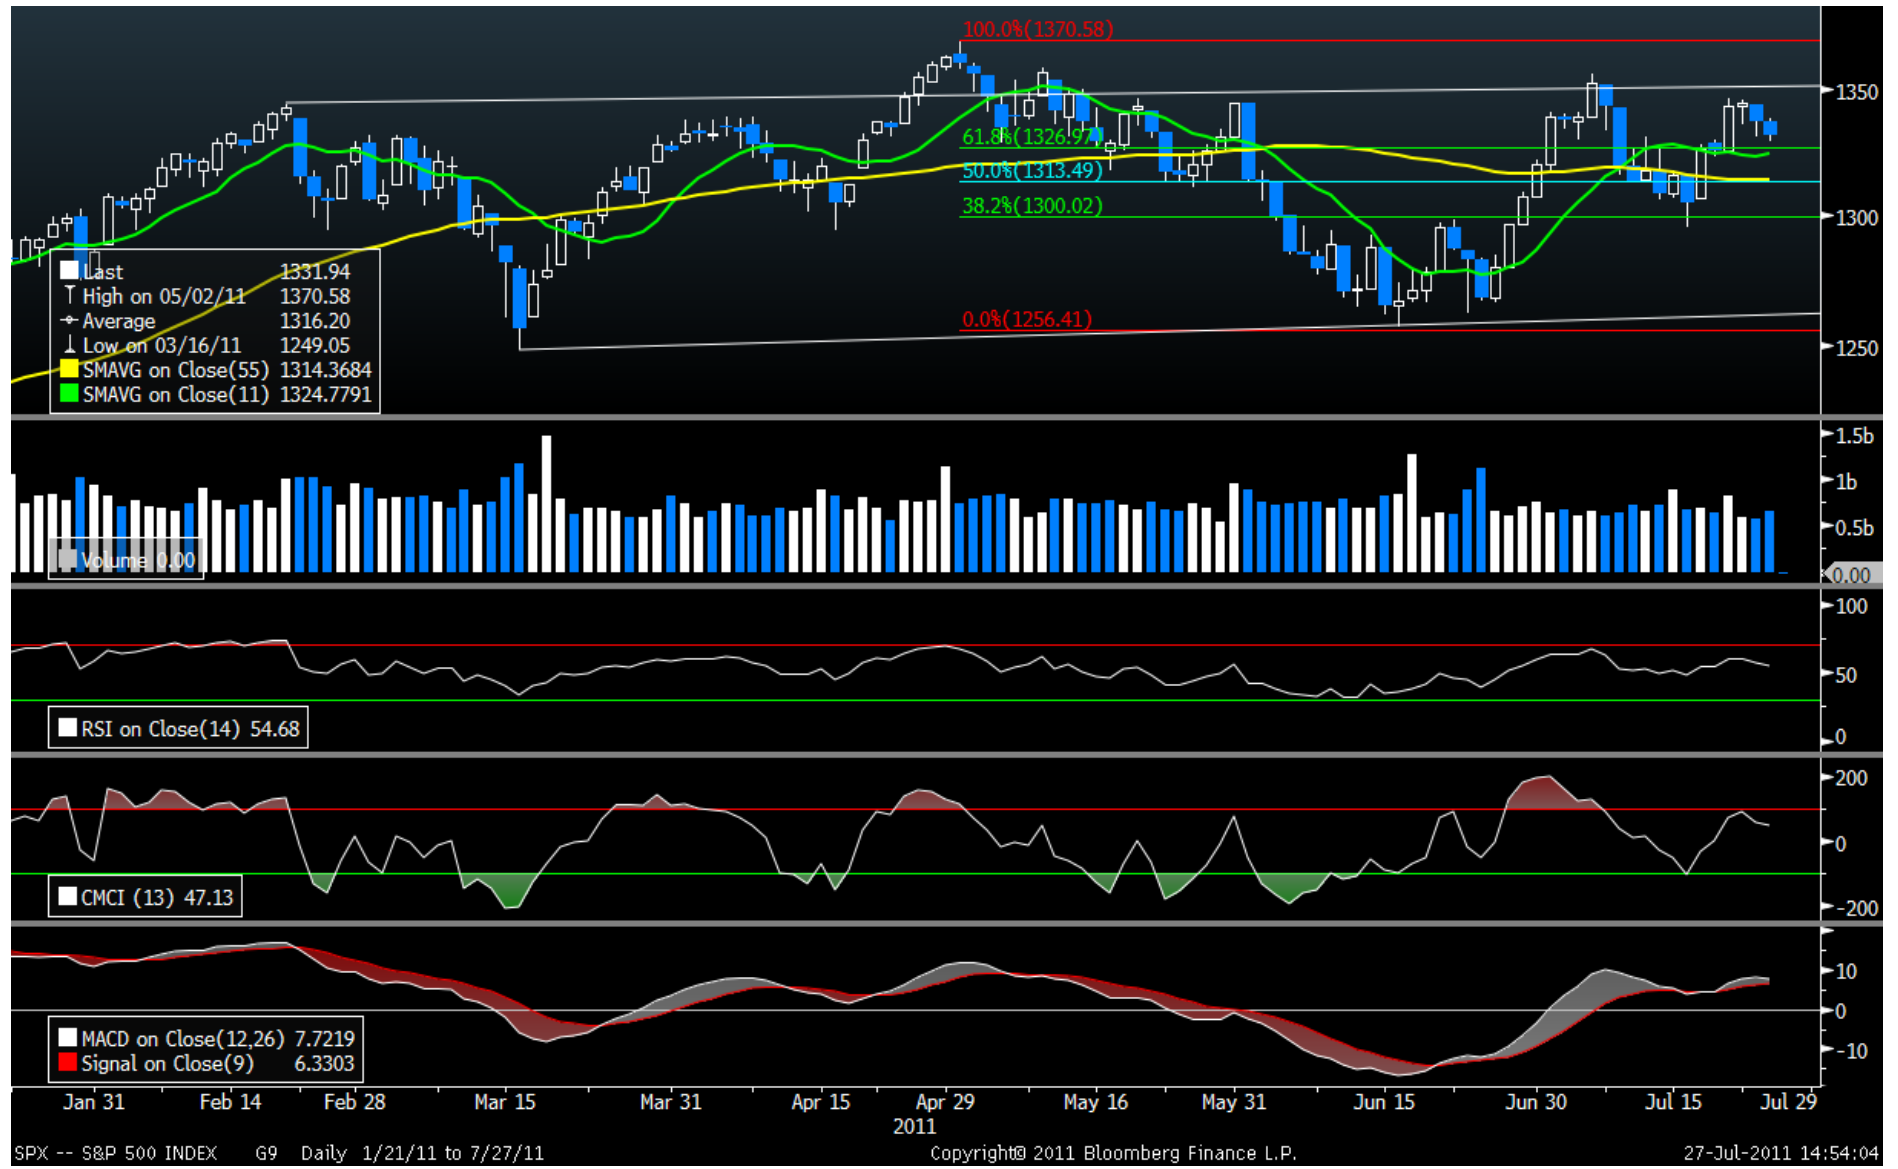 100.0%(1370.58)
61.8%(1326.97)
50.0%(1313.49)
38.2%(1300.02)
0.0%(1256.41)
1350
1300
1250
Last 1331.94
High on 05/02/11 1370.58
Average 1316.20
Low on 03/16/11 1249.05
SMAVG on Close(55) 1314.3684
SMAVG on Close(11) 1324.7791
1.5b
1b
0.5b
0.00
Volume 0.00
100
50
0
RSI on Close(14) 54.68
200
0
-200
CMCI (13) 47.13
10
0
-10
MACD on Close(12,26) 7.7219
Signal on Close(9) 6.3303
Jan 31 Feb 14 Feb 28 Mar 15 Mar 31 Apr 15 Apr 29 May 16 May 31 Jun 15 Jun 30 Jul 15 Jul 29
2011
SPX -- S&P 500 INDEX G9 Daily 1/21/11 to 7/27/11 Copyright© 2011 Bloomberg Finance L.P. 27-Jul-2011 14:54:04